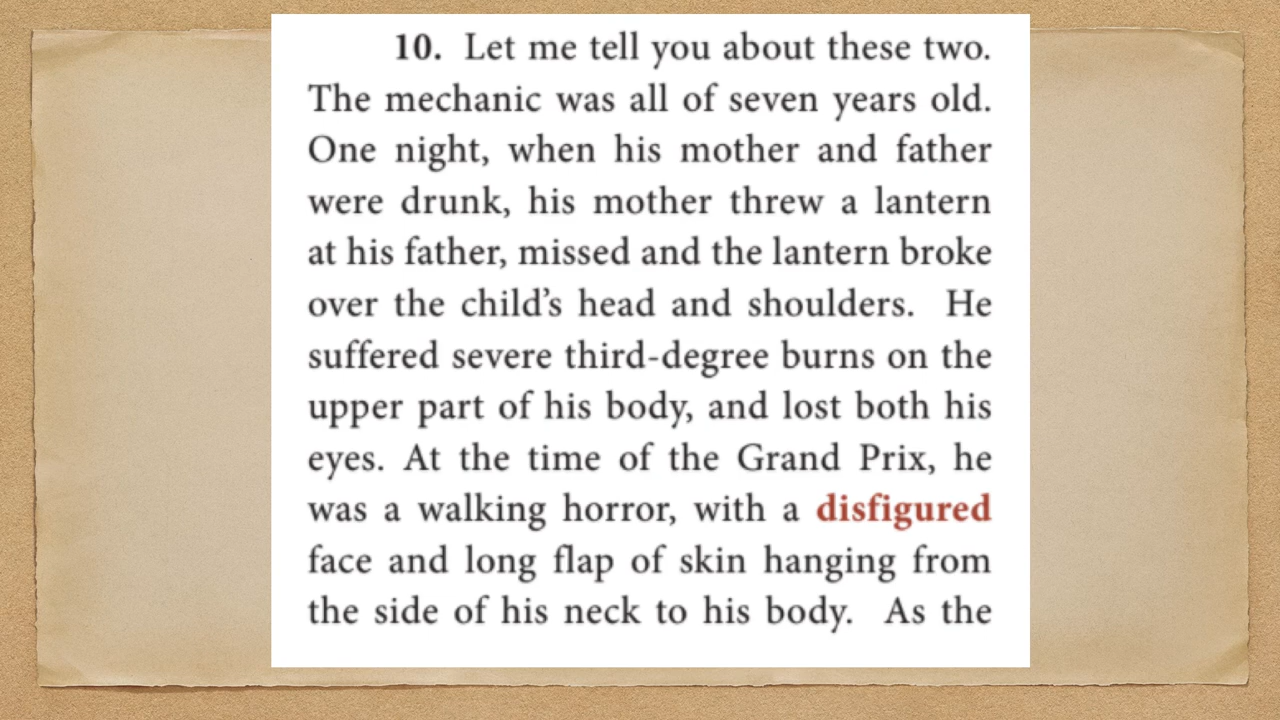 10. Let me tell you about these two.
The mechanic was all of seven years old.
One night, when his mother and father
were drunk, his mother threw a lantern
at his father, missed and the lantern broke
over the child’s head and shoulders. He
suffered severe third-degree burns on the
upper part of his body, and lost both his
eyes. At the time of the Grand Prix, he
was a walking horror, with a disfigured
face and long flap of skin hanging from
the side of his neck to his body. As the